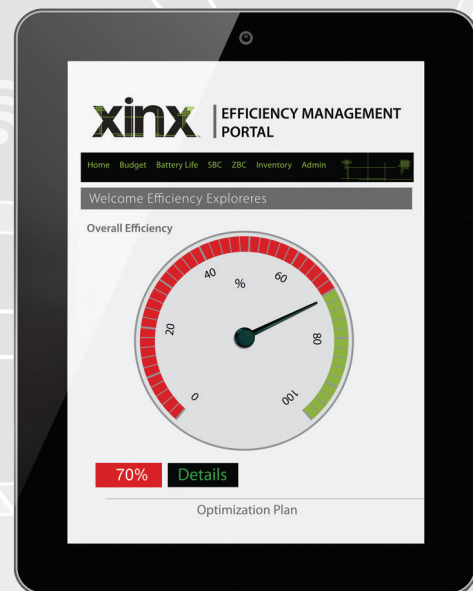 xinx™
EFFICIENCY MANAGEMENT
PORTAL
Home Budget Battery Life SBC ZBC Inventory Admin
Welcome Efficiency Exploreres
Overall Efficiency
%
0
20
40
60
80
100
70%
Details
Optimization Plan